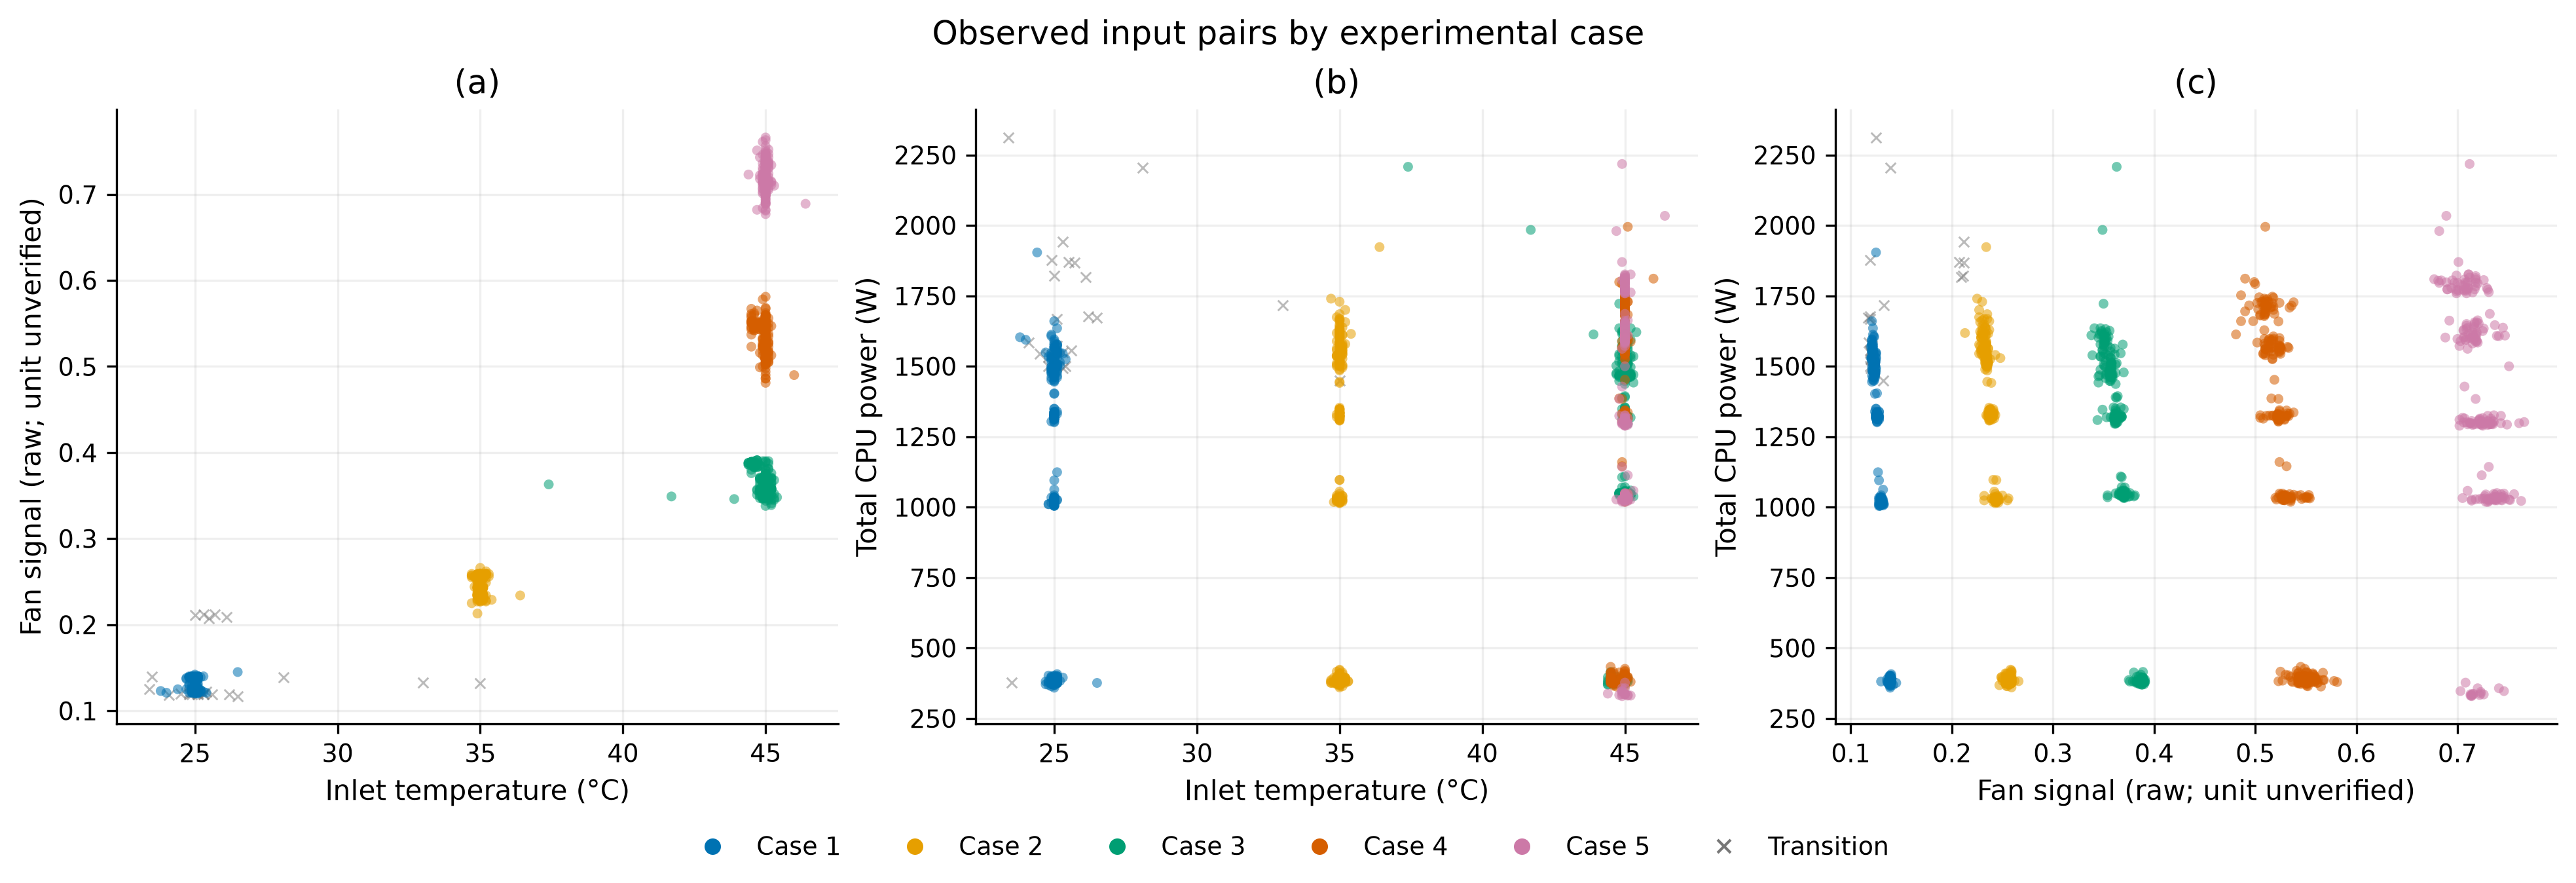 Observed input pairs by experimental case
(a)
0.7
0.6
0.5
0.4
0.3
0.2
0.1
Fan signal (raw; unit unverified)
25 30 35 40 45
Inlet temperature (°C)
(b)
2250
2000
1750
1500
1250
1000
750
500
250
Total CPU power (W)
25 30 35 40 45
Inlet temperature (°C)
(c)
2250
2000
1750
1500
1250
1000
750
500
250
Total CPU power (W)
0.1 0.2 0.3 0.4 0.5 0.6 0.7
Fan signal (raw; unit unverified)
Case 1 Case 2 Case 3 Case 4 Case 5 Transition